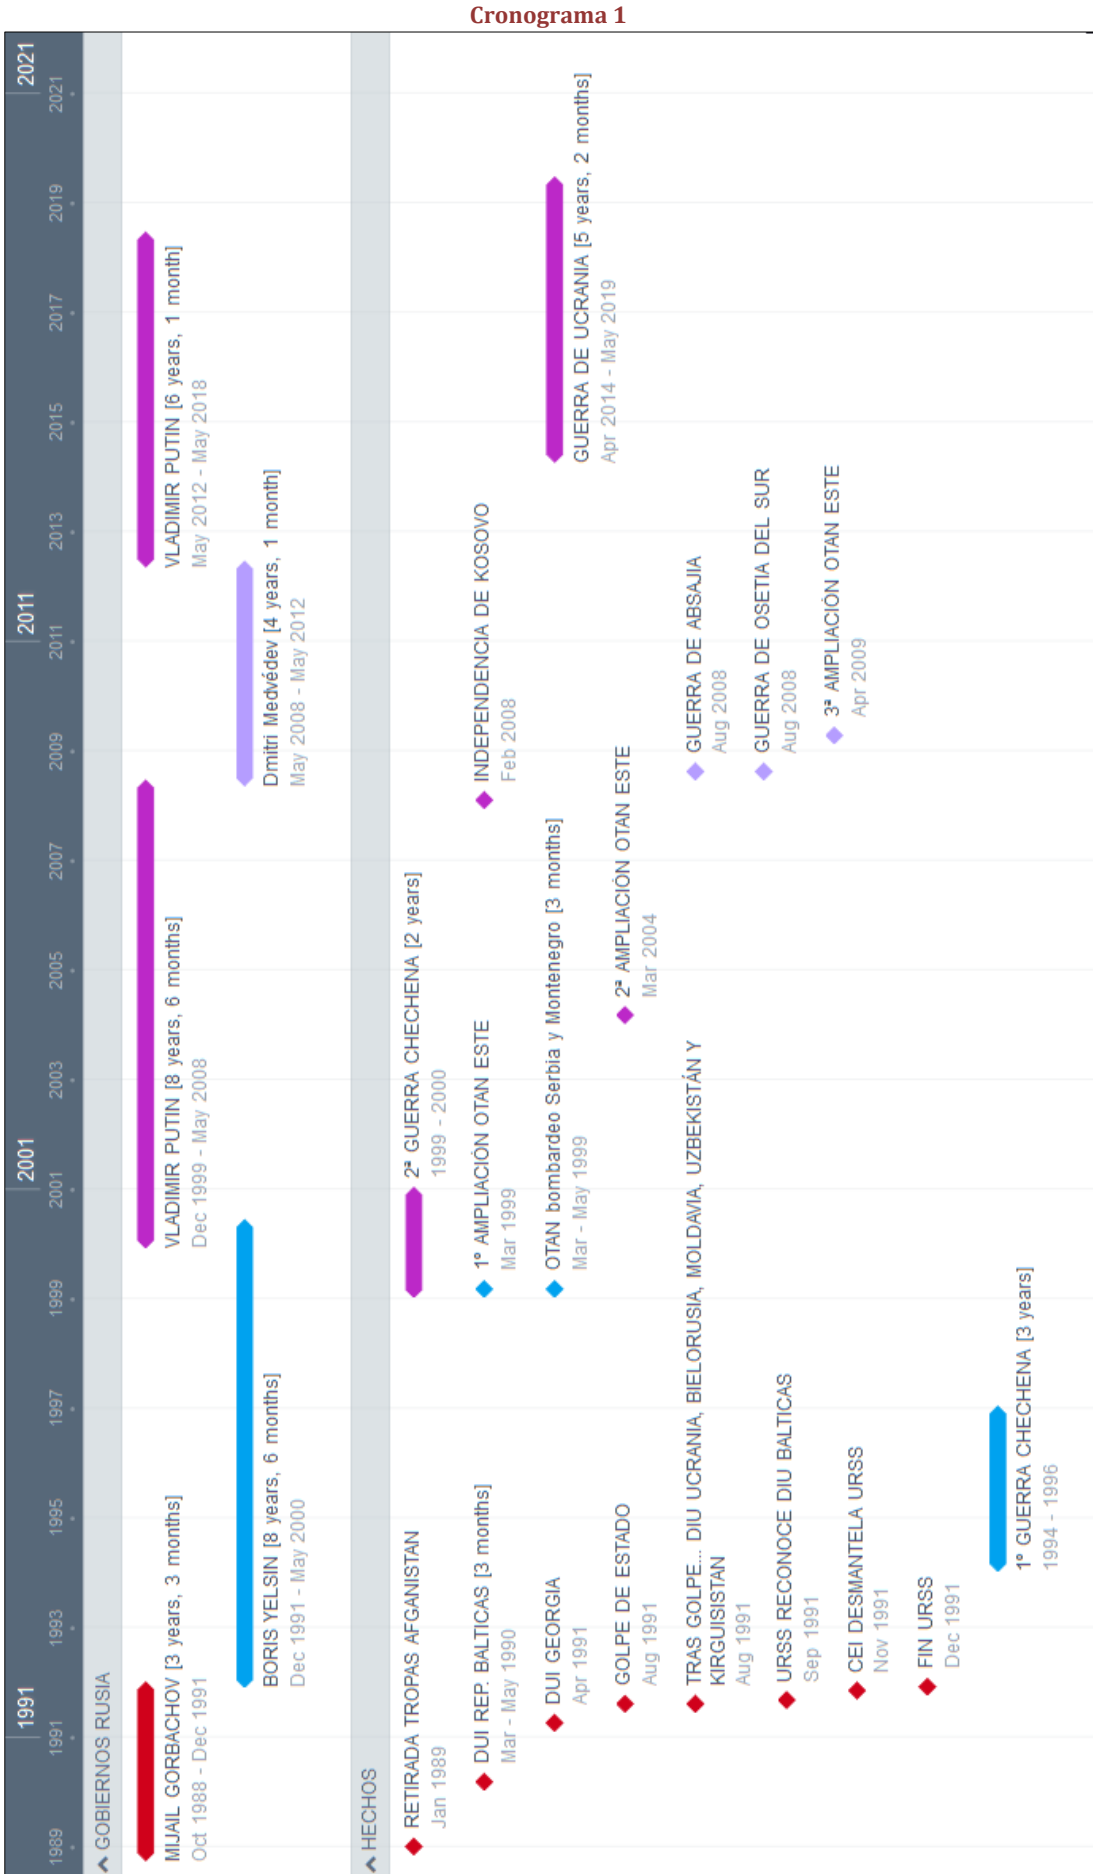 Cronograma 1
1991
2001
2011
2021
1989
1991
1993
1995
1997
1999
2001
2003
2005
2007
2009
2011
2013
2015
2017
2019
2021
GOBIERNOS RUSIA
MIJAIL GORBACHOV [3 years, 3 months]
Oct 1988 - Dec 1991
VLADIMIR PUTIN [8 years, 6 months]
Dec 1999 - May 2008
VLADIMIR PUTIN [6 years, 1 month]
May 2012 - May 2018
BORIS YELSIN [8 years, 6 months]
Dec 1991 - May 2000
Dmitri Medvédev [4 years, 1 month]
May 2008 - May 2012
HECHOS
RETIRADA TROPAS AFGANISTAN
Jan 1989
2ª GUERRA CHECHENA [2 years]
1999 - 2000
DUI REP. BALTICAS [3 months]
Mar - May 1990
1º AMPLIACIÓN OTAN ESTE
Mar 1999
INDEPENDENCIA DE KOSOVO
Feb 2008
DUI GEORGIA
Apr 1991
OTAN bombardeo Serbia y Montenegro [3 months]
Mar - May 1999
GUERRA DE UCRANIA [5 years, 2 months]
Apr 2014 - May 2019
GOLPE DE ESTADO
Aug 1991
2ª AMPLIACIÓN OTAN ESTE
Mar 2004
TRAS GOLPE... DIU UCRANIA, BIELORUSIA, MOLDAVIA, UZBEKISTÁN Y
KIRGUISISTAN
Aug 1991
GUERRA DE ABSAJIA
Aug 2008
URSS RECONOCE DIU BALTICAS
Sep 1991
GUERRA DE OSETIA DEL SUR
Aug 2008
CEI DESMANTELA URSS
Nov 1991
3ª AMPLIACIÓN OTAN ESTE
Apr 2009
FIN URSS
Dec 1991
1º GUERRA CHECHENA [3 years]
1994 - 1996